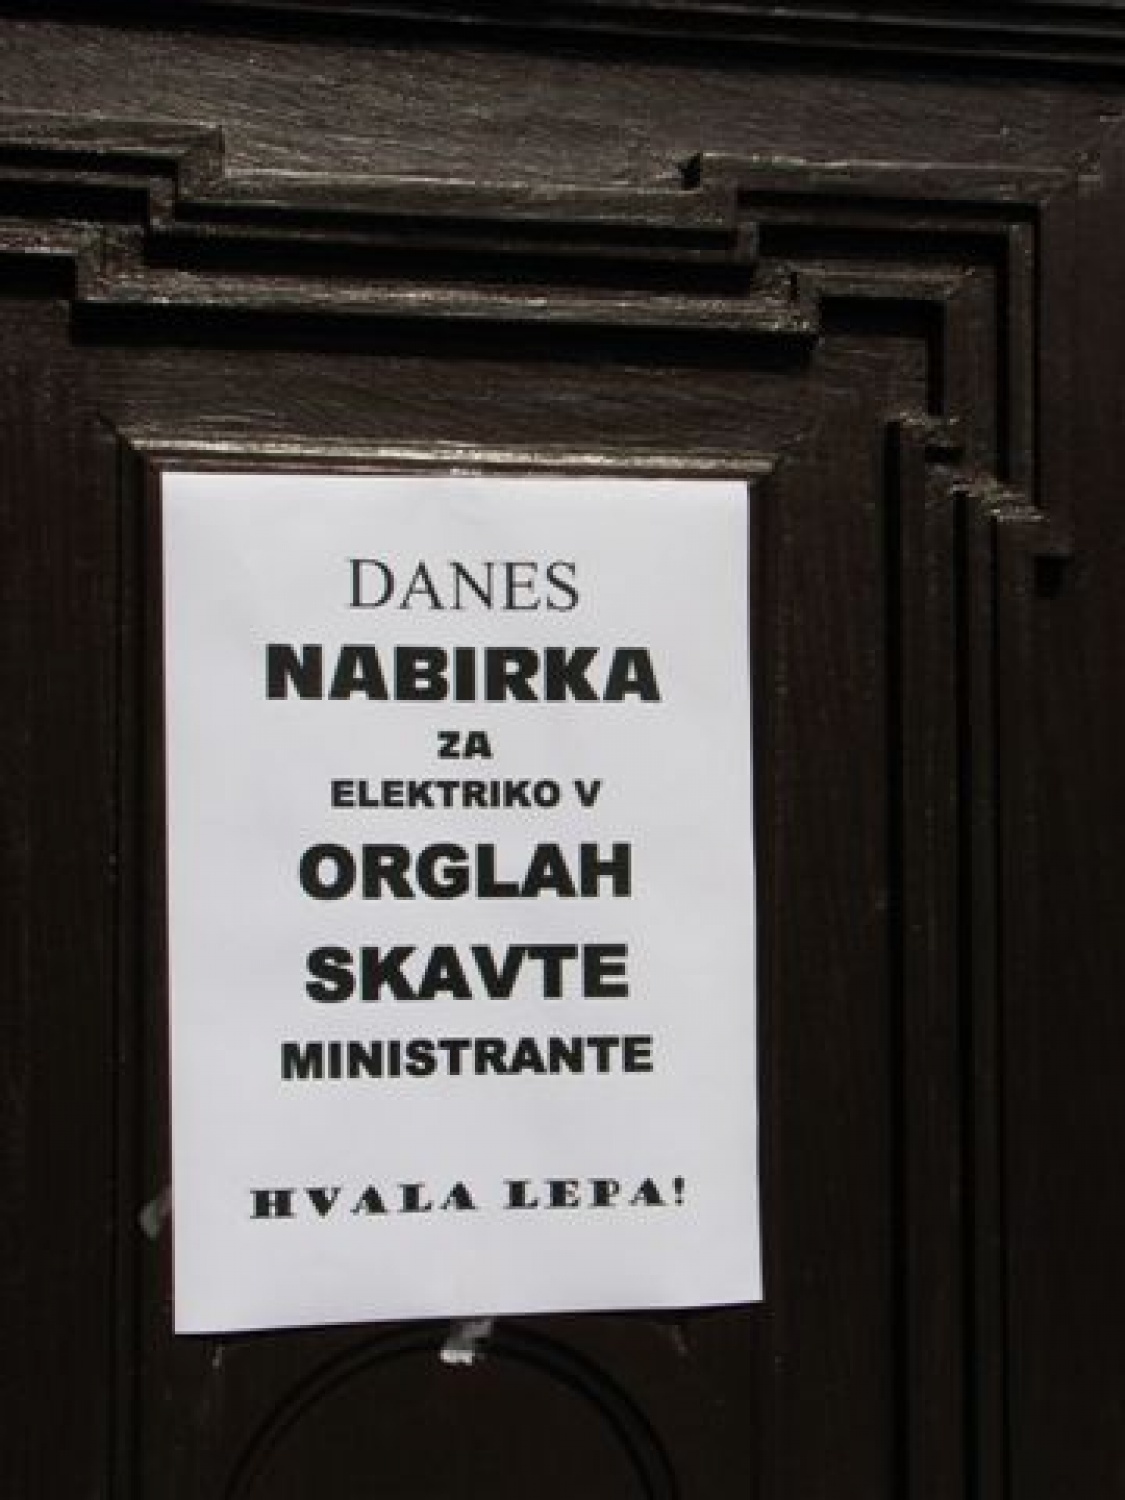 DANES
NABIRKA
ZA
ELEKTRIKO V
ORGLAH
SKAVTE
MINISTRANTE
HVALA LEPA!